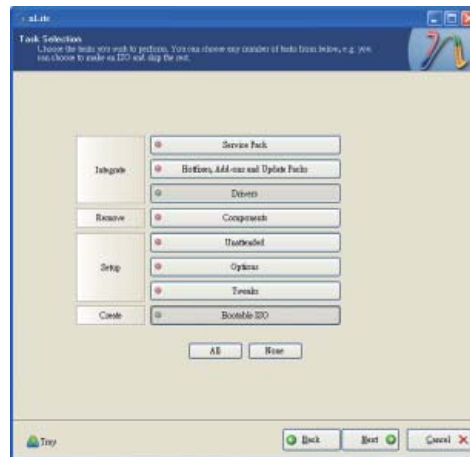 nLite
Task Selection
Choose the tasks you wish to perform. You can choose any number of tasks from below, e.g. you
can choose to make an ISO and skip the rest.
Integrate
Service Pack
Hotfixes, Add-ons and Update Packs
Drivers
Remove
Components
Setup
Unattended
Options
Tweaks
Create
Bootable ISO
All
None
Tray
Back
Next
Cancel